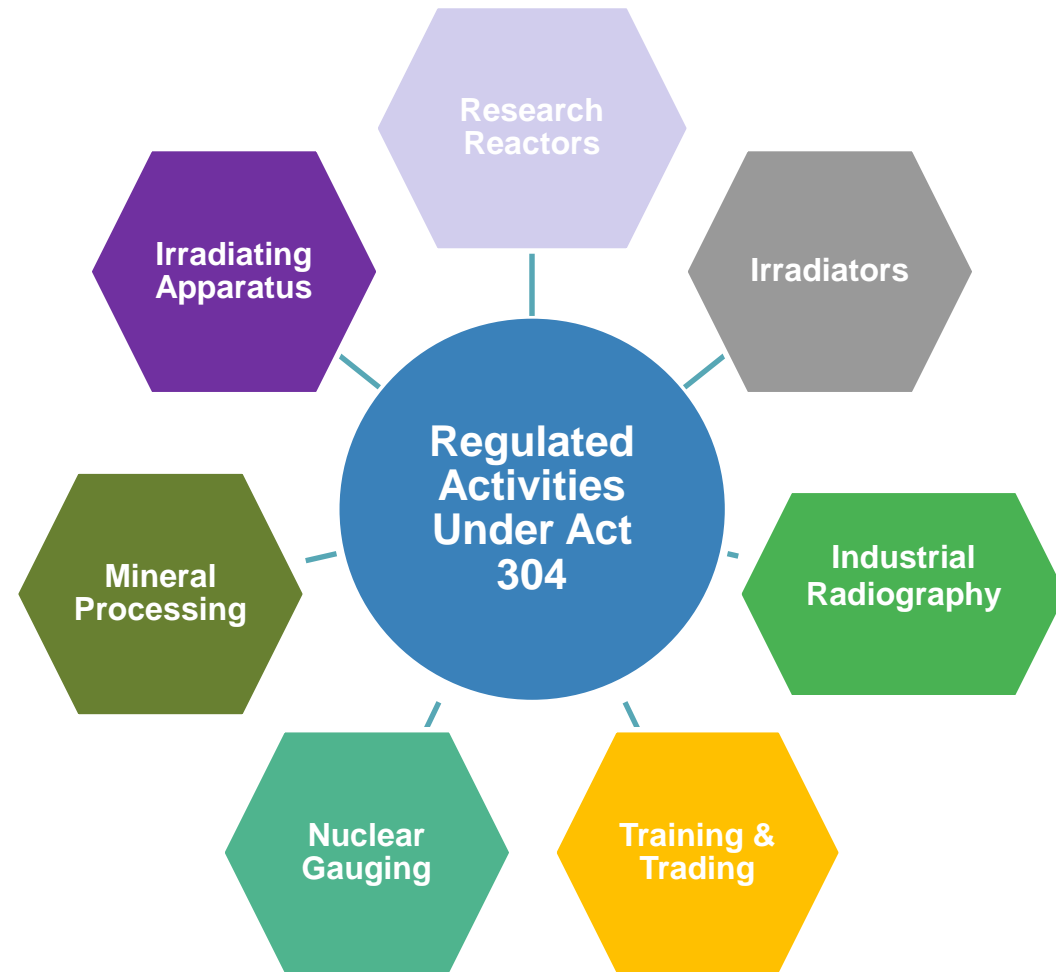 Research
Reactors
Irradiating
Apparatus
Irradiators
Regulated
Activities
Under Act
304
Industrial
Radiography
Mineral
Processing
Nuclear
Gauging
Training &
Trading